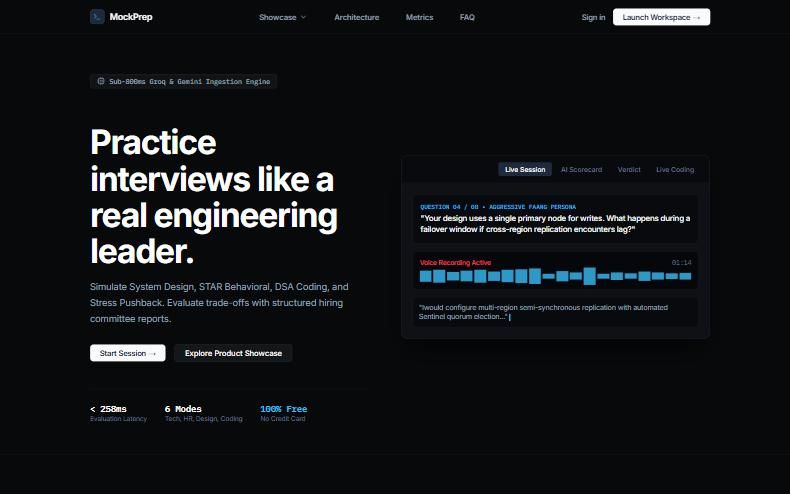 MockPrep
Showcase
Architecture
Metrics
FAQ
Sign in
Launch Workspace →
Sub-800ms Groq & Gemini Ingestion Engine
Practice
interviews like a
real engineering
leader.
Simulate System Design, STAR Behavioral, DSA Coding, and
Stress Pushback. Evaluate trade-offs with structured hiring
committee reports.
Start Session →
Explore Product Showcase
< 258ms
Evaluation Latency
6 Modes
Tech, HR, Design, Coding
100% Free
No Credit Card
Live Session
AI Scorecard
Verdict
Live Coding
QUESTION 04 / 08 • AGGRESSIVE FAANG PERSONA
"Your design uses a single primary node for writes. What happens during a
failover window if cross-region replication encounters lag?"
Voice Recording Active
01:14
"Iwould configure multi-region semi-synchronous replication with automated
Sentinel quorum election..."